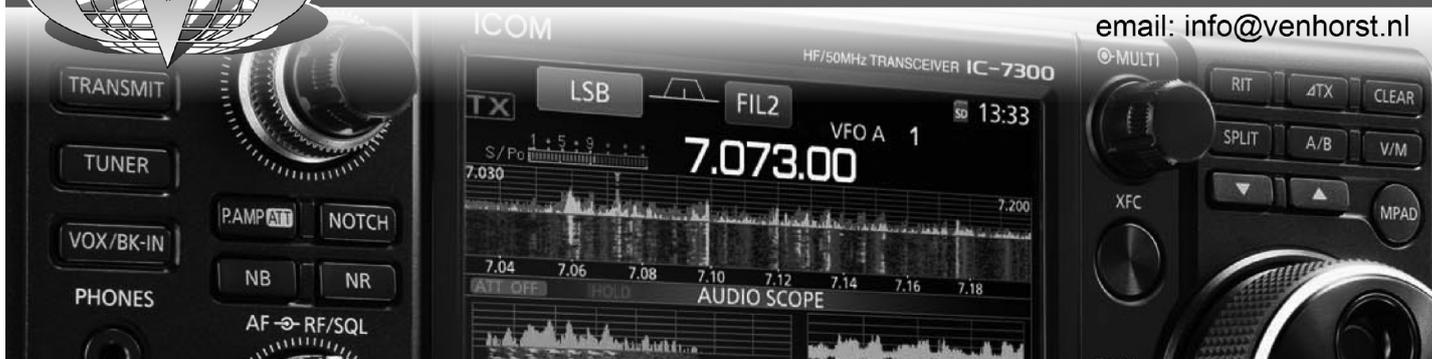 email: info@venhorst.nl
ICOM
HF/50MHz TRANSCEIVER IC-7300
TRANSMIT
TUNER
VOX/BK-IN
PHONES
P.AMP ATT
NOTCH
NB
NR
AF RF/SQL
TX
LSB
FIL2
SD 13:33
VFO A 1
S/Po 1 5 9
7.073.00
7.030
7.200
7.04 7.06 7.08 7.10 7.12 7.14 7.16 7.18
ATT OFF
HOLD
AUDIO SCOPE
MULTI
XFC
RIT
⊿TX
CLEAR
SPLIT
A/B
V/M
▼
▲
MPAD